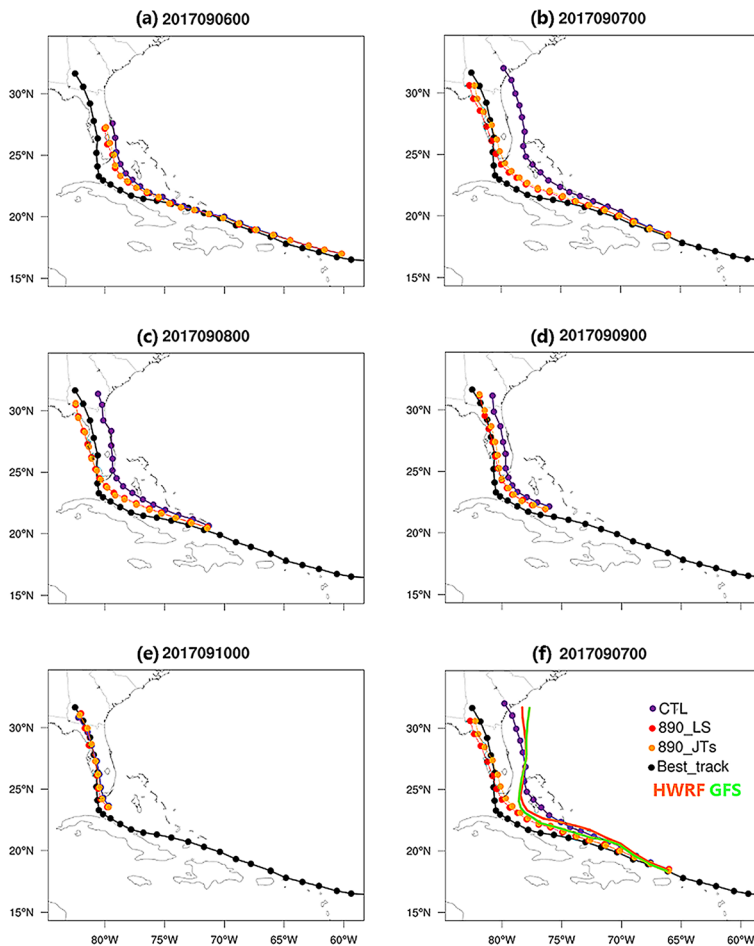 (a) 2017090600
(b) 2017090700
30°N
25°N
20°N
15°N
30°N
25°N
20°N
15°N
(c) 2017090800
(d) 2017090900
30°N
25°N
20°N
15°N
30°N
25°N
20°N
15°N
(e) 2017091000
(f) 2017090700
30°N
25°N
20°N
15°N
80°W 75°W 70°W 65°W 60°W
30°N
25°N
20°N
15°N
80°W 75°W 70°W 65°W 60°W
CTL
890_LS
890_JTs
Best_track
HWRF GFS